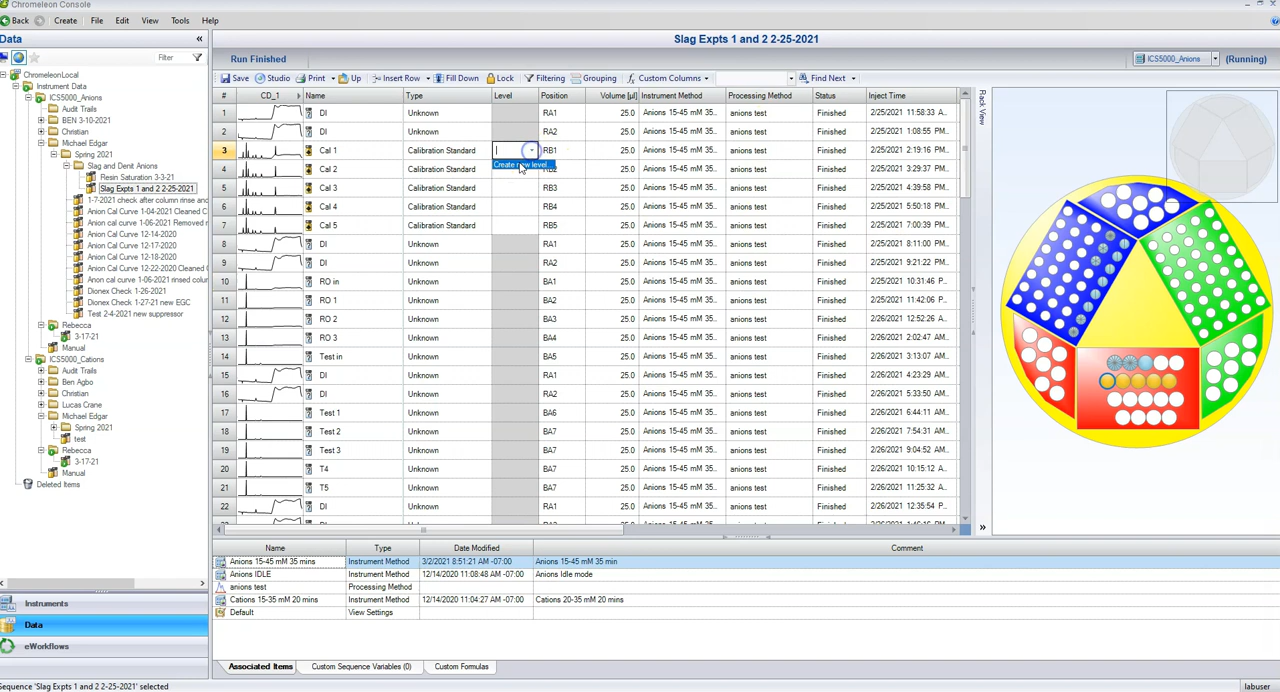 Chromeleon Console
Back Create File Edit View Tools Help
Data «
Filter
ChromeleonLocal
Instrument Data
ICS5000_Anions
Audit Trails
BEN 3-10-2021
Christian
Michael Edgar
Spring 2021
Slag and Denit Anions
Resin Saturation 3-3-21
Slag Expts 1 and 2 2-25-2021
1-7-2021 check after column rinse and
Anion Cal Curve 1-04-2021 Cleaned C
Anion Cal curve 1-06-2021 Removed r
Anion Cal Curve 12-14-2020
Anion Cal Curve 12-17-2020
Anion Cal Curve 12-18-2020
Anion Cal Curve 12-22-2020 Cleaned
Anion cal curve 1-06-2021 rinsed colur
Dionex Check 1-26-2021
Dionex Check 1-27-21 new EGC
Test 2-4-2021 new suppressor
Rebecca
3-17-21
Manual
ICS5000_Cations
Audit Trails
Ben Agbo
Christian
Lucas Crane
Michael Edgar
Spring 2021
test
Rebecca
3-17-21
Manual
Deleted Items
Instruments
Data
eWorkflows
Slag Expts 1 and 2 2-25-2021
Run Finished ICS5000_Anions (Running)
Save Studio Print Up Insert Row Fill Down Lock Filtering Grouping Custom Columns Find Next
# CD_1 Name Type Level Position Volume [µl] Instrument Method Processing Method Status Inject Time
1 DI Unknown RA1 25.0 Anions 15-45 mM 35.. anions test Finished 2/25/2021 11:58:33 A..
2 DI Unknown RA2 25.0 Anions 15-45 mM 35.. anions test Finished 2/25/2021 1:08:55 PM..
3 Cal 1 Calibration Standard RB1 25.0 Anions 15-45 mM 35.. anions test Finished 2/25/2021 2:19:16 PM..
Create new level...
4 Cal 2 Calibration Standard RB2 25.0 Anions 15-45 mM 35.. anions test Finished 2/25/2021 3:29:37 PM..
5 Cal 3 Calibration Standard RB3 25.0 Anions 15-45 mM 35.. anions test Finished 2/25/2021 4:39:58 PM..
6 Cal 4 Calibration Standard RB4 25.0 Anions 15-45 mM 35.. anions test Finished 2/25/2021 5:50:18 PM..
7 Cal 5 Calibration Standard RB5 25.0 Anions 15-45 mM 35.. anions test Finished 2/25/2021 7:00:39 PM..
8 DI Unknown RA1 25.0 Anions 15-45 mM 35.. anions test Finished 2/25/2021 8:11:00 PM..
9 DI Unknown RA2 25.0 Anions 15-45 mM 35.. anions test Finished 2/25/2021 9:21:22 PM..
10 RO in Unknown BA1 25.0 Anions 15-45 mM 35.. anions test Finished 2/25/2021 10:31:46 P..
11 RO 1 Unknown BA2 25.0 Anions 15-45 mM 35.. anions test Finished 2/25/2021 11:42:06 P..
12 RO 2 Unknown BA3 25.0 Anions 15-45 mM 35.. anions test Finished 2/26/2021 12:52:26 A..
13 RO 3 Unknown BA4 25.0 Anions 15-45 mM 35.. anions test Finished 2/26/2021 2:02:47 AM..
14 Test in Unknown BA5 25.0 Anions 15-45 mM 35.. anions test Finished 2/26/2021 3:13:07 AM..
15 DI Unknown RA1 25.0 Anions 15-45 mM 35.. anions test Finished 2/26/2021 4:23:29 AM..
16 DI Unknown RA2 25.0 Anions 15-45 mM 35.. anions test Finished 2/26/2021 5:33:50 AM..
17 Test 1 Unknown BA6 25.0 Anions 15-45 mM 35.. anions test Finished 2/26/2021 6:44:11 AM..
18 Test 2 Unknown BA7 25.0 Anions 15-45 mM 35.. anions test Finished 2/26/2021 7:54:31 AM..
19 Test 3 Unknown BA7 25.0 Anions 15-45 mM 35.. anions test Finished 2/26/2021 9:04:52 AM..
20 T4 Unknown BA7 25.0 Anions 15-45 mM 35.. anions test Finished 2/26/2021 10:15:12 A..
21 T5 Unknown BA7 25.0 Anions 15-45 mM 35.. anions test Finished 2/26/2021 11:25:32 A..
22 DI Unknown RA1 25.0 Anions 15-45 mM 35.. anions test Finished 2/26/2021 12:35:54 P..
Rack View
»
Name Type Date Modified Comment
Anions 15-45 mM 35 mins Instrument Method 3/2/2021 8:51:21 AM -07:00 Anions 15-45 mM 35 min
Anions IDLE Instrument Method 12/14/2020 11:08:48 AM -07:00 Anions Idle mode
anions test Processing Method
Cations 15-35 mM 20 mins Instrument Method 12/14/2020 11:04:27 AM -07:00 Cations 20-35 mM 20 mins
Default View Settings
Associated Items Custom Sequence Variables (0) Custom Formulas
Sequence 'Slag Expts 1 and 2 2-25-2021' selected labuser